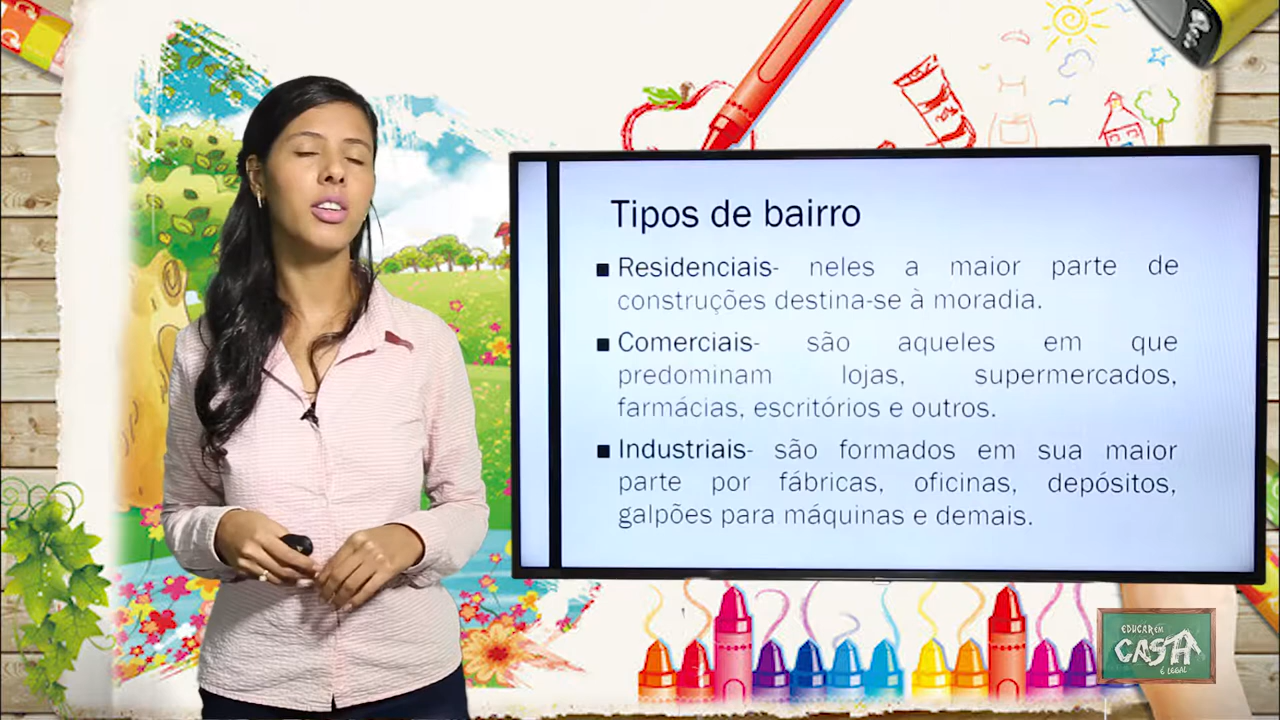 Tipos de bairro
■ Residenciais- neles a maior parte de
construções destina-se à moradia.
■ Comerciais- são aqueles em que
predominam lojas, supermercados,
farmácias, escritórios e outros.
■ Industriais- são formados em sua maior
parte por fábricas, oficinas, depósitos,
galpões para máquinas e demais.
EDUCAR EM
CASA
É LEGAL